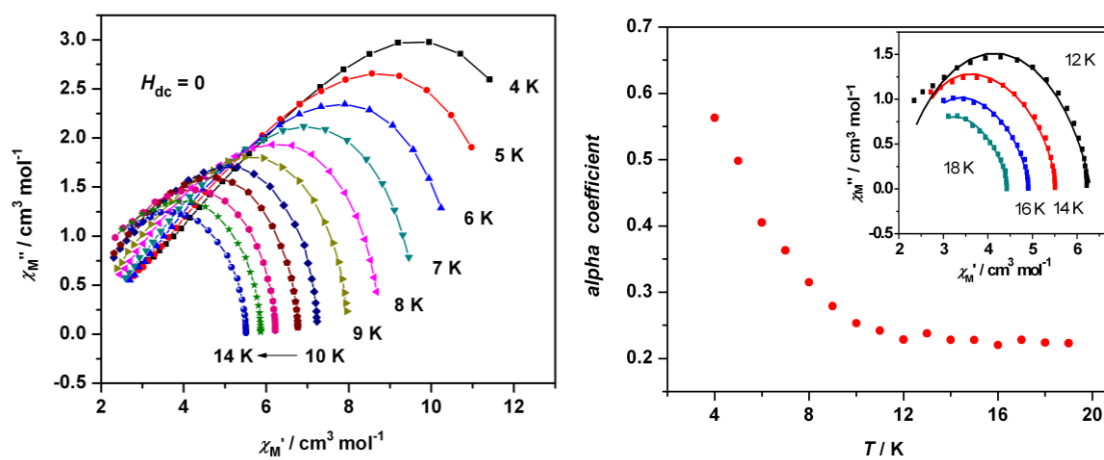 3.0
2.5
2.0
1.5
1.0
0.5
0.0
-0.5
χM'' / cm³ mol⁻¹
Hdc = 0
4 K
5 K
6 K
7 K
8 K
9 K
14 K ← 10 K
2 4 6 8 10 12
χM' / cm³ mol⁻¹
0.7
0.6
0.5
0.4
0.3
0.2
alpha coefficient
4 8 12 16 20
T / K
1.5
1.0
0.5
0.0
-0.5
χM'' / cm³ mol⁻¹
12 K
18 K
16 K 14 K
2 3 4 5 6
χM' / cm³ mol⁻¹